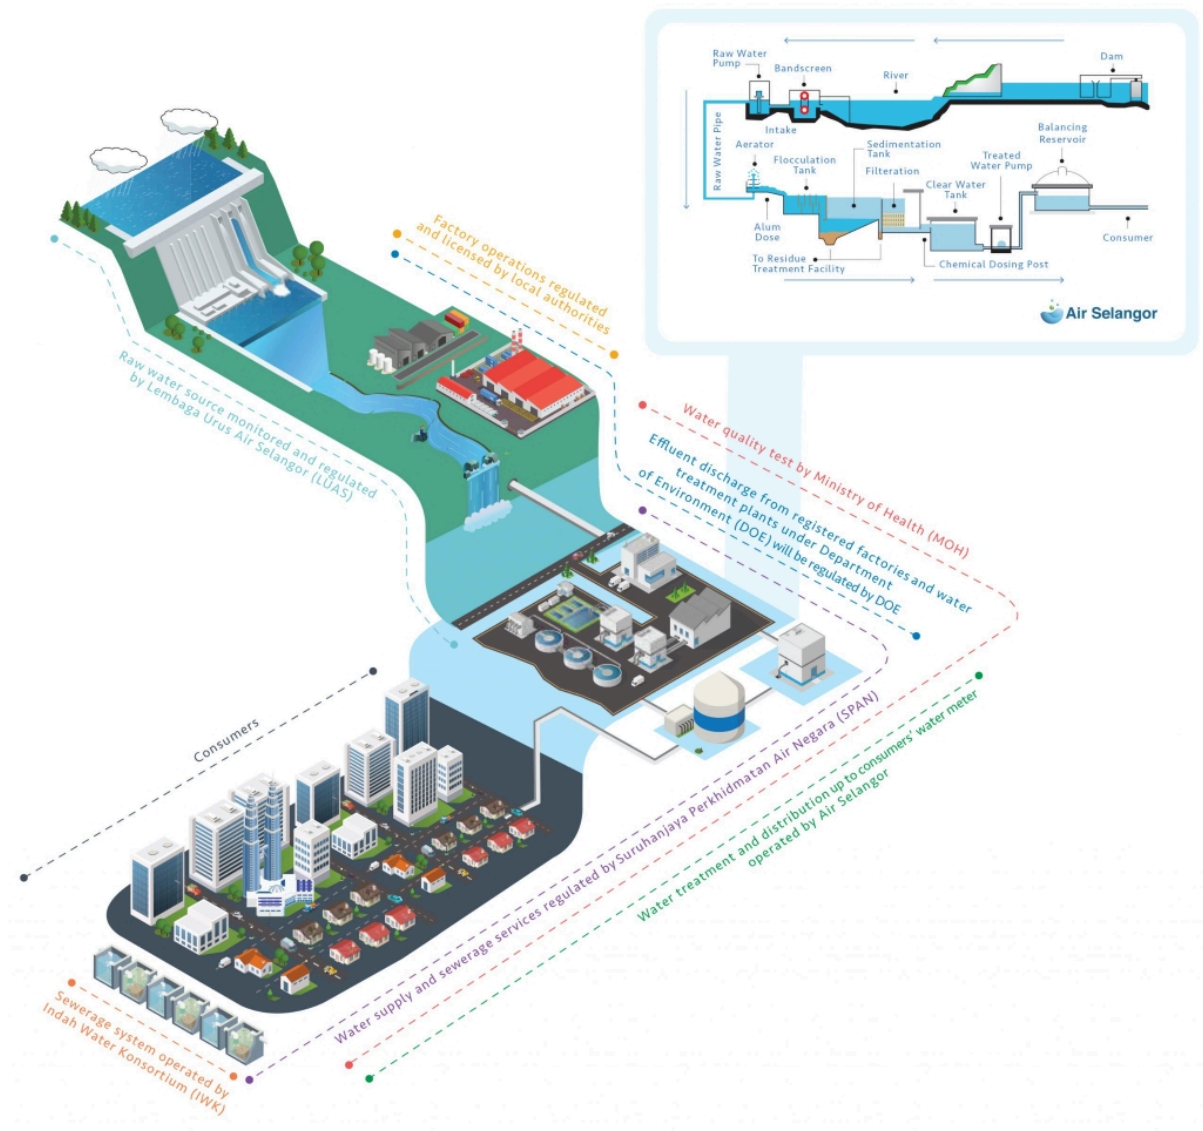 Raw Water
Pump
Bandscreen
River
Dam
Intake
Raw Water Pipe
Aerator
Flocculation
Tank
Sedimentation
Tank
Filteration
Clear Water
Tank
Treated
Water Pump
Balancing
Reservoir
Alum
Dose
To Residue
Treatment Facility
Chemical Dosing Post
Consumer
Air Selangor
Factory operations regulated
and licensed by local authorities
Raw water source monitored and regulated
by Lembaga Urus Air Selangor (LUAS)
Water quality test by Ministry of Health (MOH)
Effluent discharge from registered factories and water
treatment plants under Department
of Environment (DOE) will be regulated by DOE
Consumers
Water supply and sewerage services regulated by Suruhanjaya Perkhidmatan Air Negara (SPAN)
Water treatment and distribution up to consumers' water meter
operated by Air Selangor
Sewerage system operated by
Indah Water Konsortium (IWK)